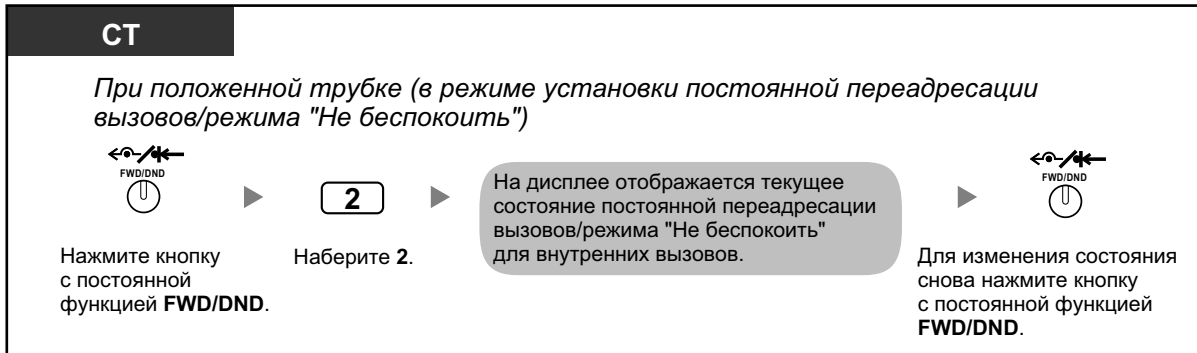 СТ
При положенной трубке (в режиме установки постоянной переадресации
вызовов/режима "Не беспокоить")
FWD/DND
Нажмите кнопку
с постоянной
функцией FWD/DND.
2
Наберите 2.
На дисплее отображается текущее
состояние постоянной переадресации
вызовов/режима "Не беспокоить"
для внутренних вызовов.
FWD/DND
Для изменения состояния
снова нажмите кнопку
с постоянной функцией
FWD/DND.